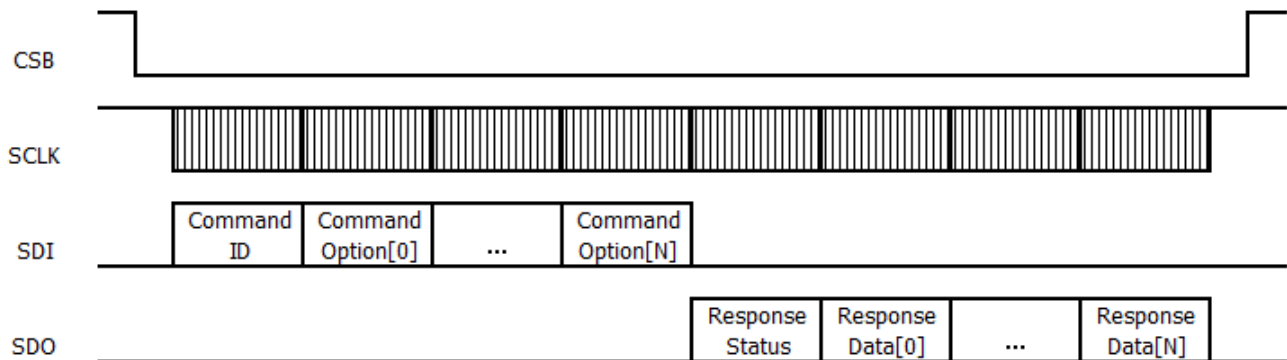 CSB
SCLK
SDI
Command
ID
Command
Option[0]
...
Command
Option[N]
SDO
Response
Status
Response
Data[0]
...
Response
Data[N]